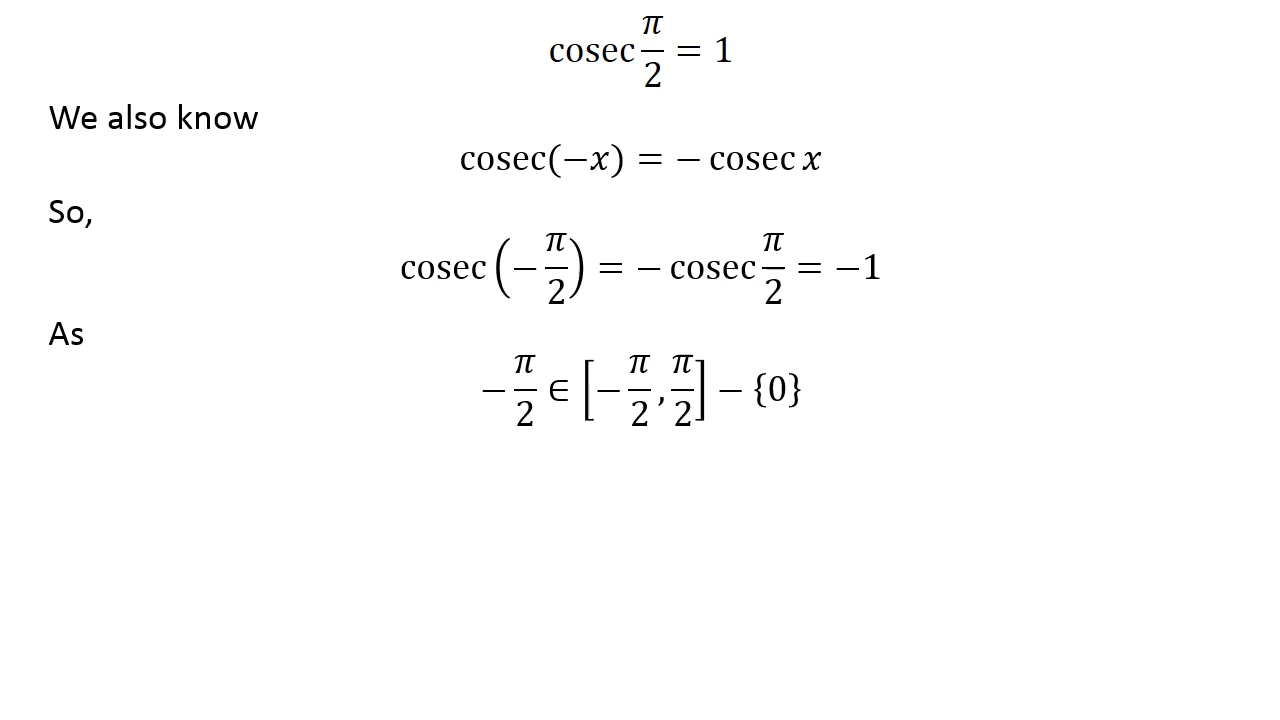 cosec π/2 = 1
We also know
cosec(−x) = − cosec x
So,
cosec (−π/2) = − cosec π/2 = −1
As
−π/2 ∈ [−π/2, π/2] − {0}